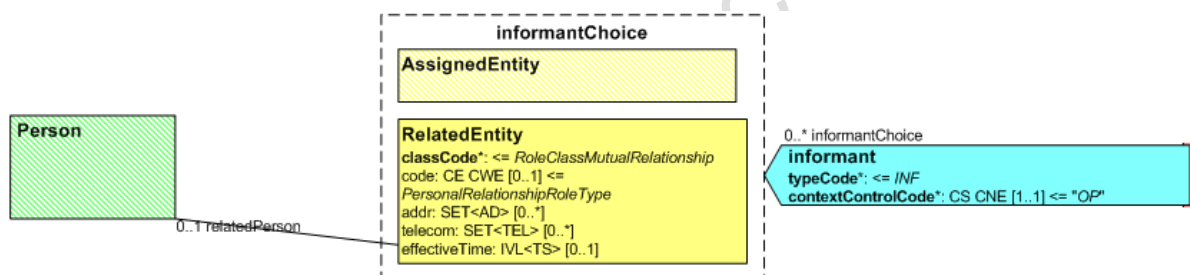 informantChoice
AssignedEntity
Person
RelatedEntity
classCode*: <= RoleClassMutualRelationship
code: CE CWE [0..1] <=
PersonalRelationshipRoleType
addr: SET<AD> [0..*]
telecom: SET<TEL> [0..*]
effectiveTime: IVL<TS> [0..1]
0..1 relatedPerson
0..* informantChoice
informant
typeCode*: <= INF
contextControlCode*: CS CNE [1..1] <= "OP"